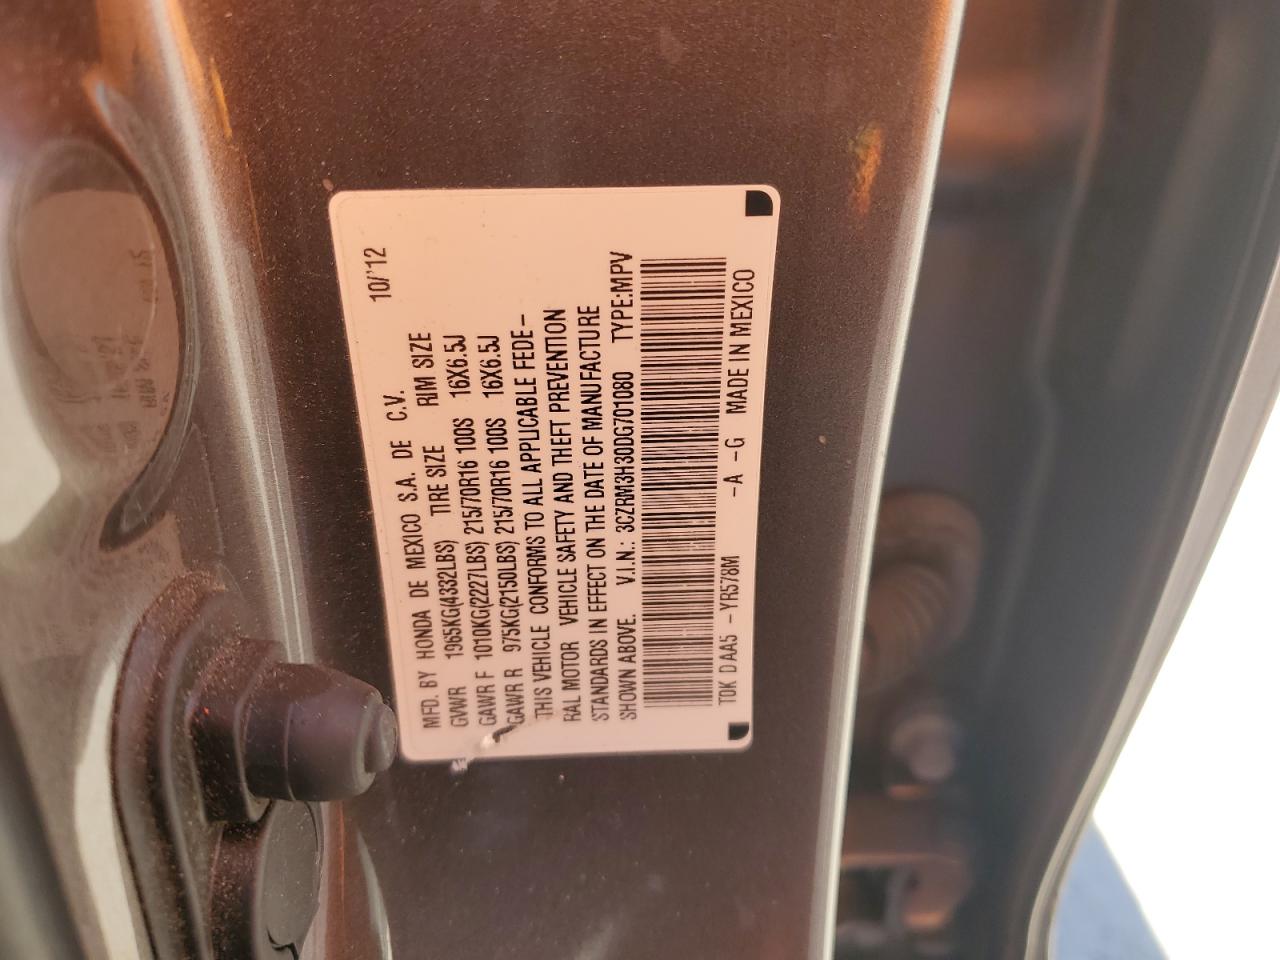 10/'12
MFD. BY HONDA DE MEXICO S.A. DE C.V.
GVWR 1965KG(4332LBS) TIRE SIZE RIM SIZE
GAWR F 1010KG(2227LBS) 215/70R16 100S 16X6.5J
GAWR R 975KG(2150LBS) 215/70R16 100S 16X6.5J
THIS VEHICLE CONFORMS TO ALL APPLICABLE FEDE-
RAL MOTOR VEHICLE SAFETY AND THEFT PREVENTION
STANDARDS IN EFFECT ON THE DATE OF MANUFACTURE
SHOWN ABOVE. V.I.N.: 3CZRM3H30DG701080 TYPE:MPV
TOK D AA5 -YR578M -A -G MADE IN MEXICO